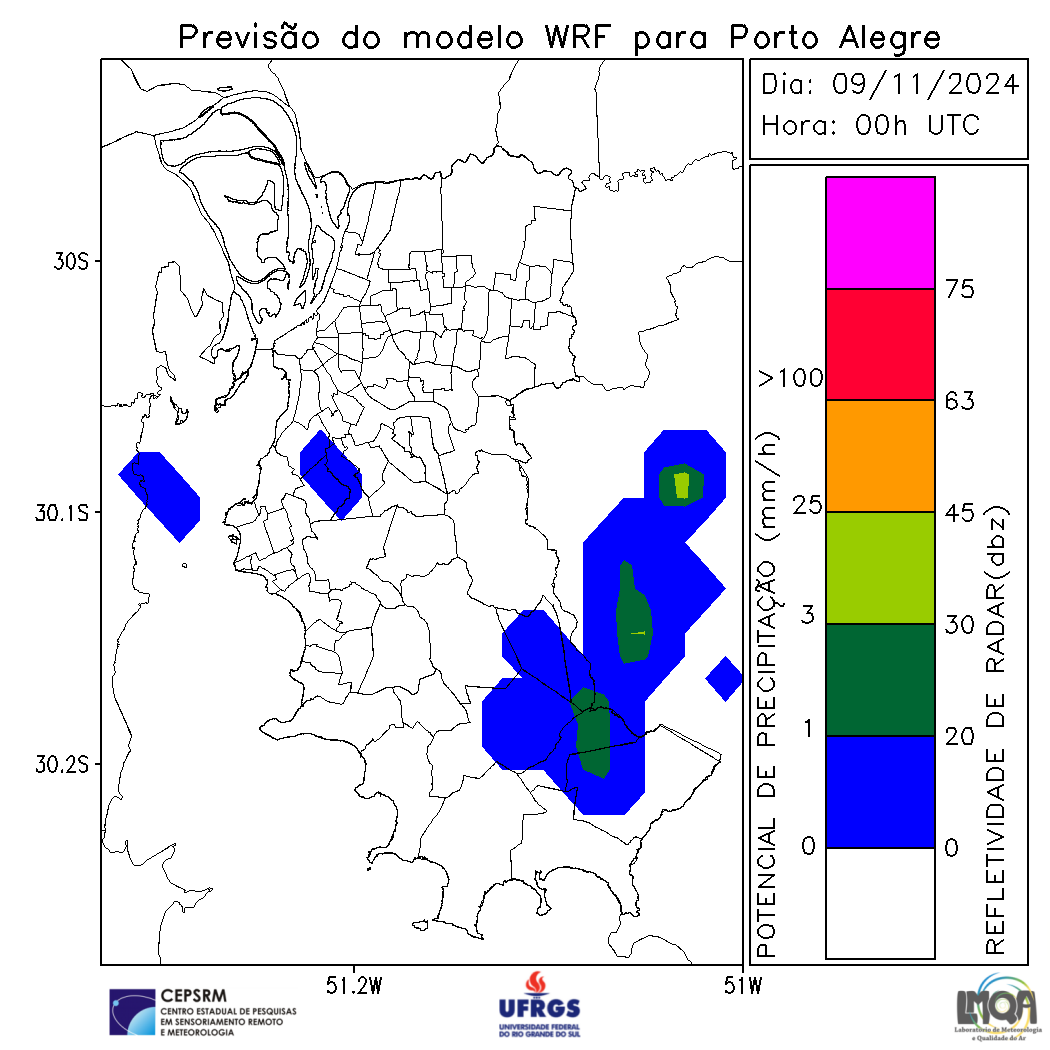 Previsão do modelo WRF para Porto Alegre
Dia: 09/11/2024
Hora: 00h UTC
30S
30.1S
30.2S
51.2W
51W
POTENCIAL DE PRECIPITAÇÃO (mm/h)
>100
25
3
1
0
75
63
45
30
20
0
REFLETIVIDADE DE RADAR(dbz)
CEPSRM
CENTRO ESTADUAL DE PESQUISAS
EM SENSORIAMENTO REMOTO
E METEOROLOGIA
UFRGS
UNIVERSIDADE FEDERAL
DO RIO GRANDE DO SUL
LMQA
Laboratório de Meteorologia
e Qualidade do Ar